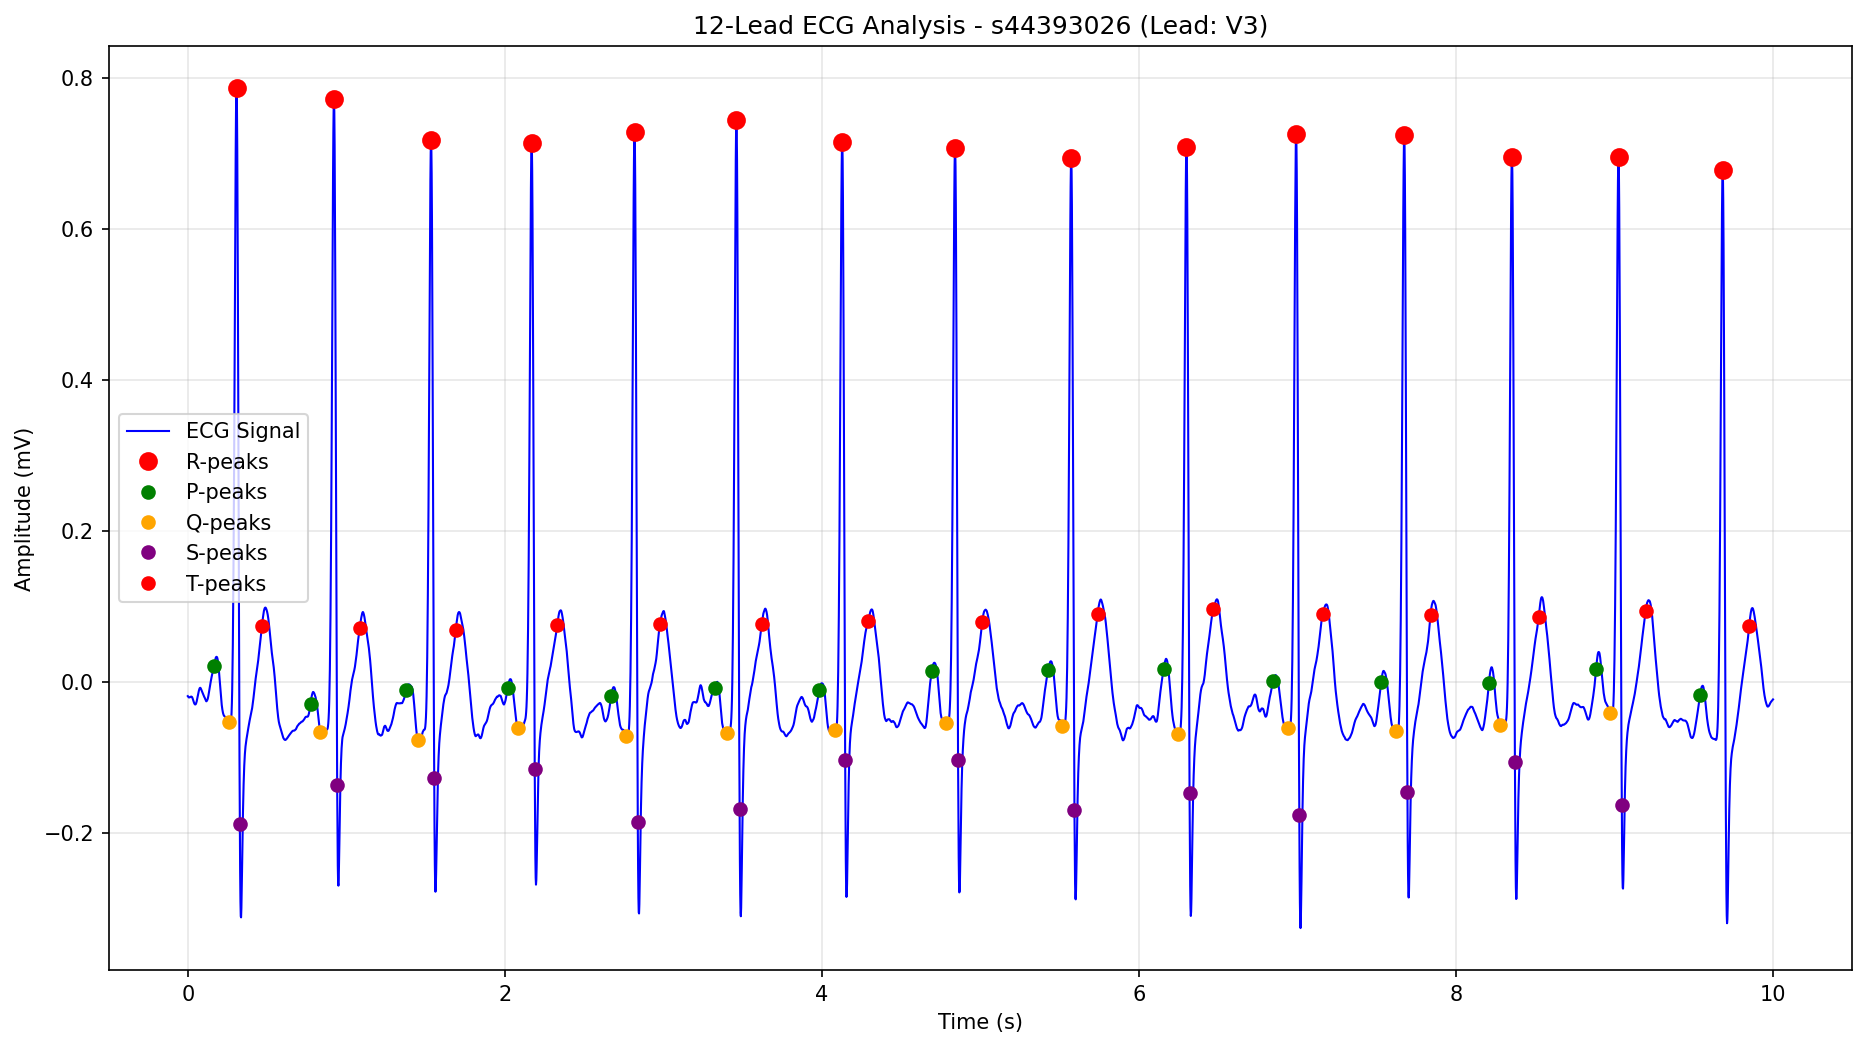 12-Lead ECG Analysis - s44393026 (Lead: V3)
Amplitude (mV)
0.8
0.6
0.4
0.2
0.0
−0.2
ECG Signal
R-peaks
P-peaks
Q-peaks
S-peaks
T-peaks
0 2 4 6 8 10
Time (s)